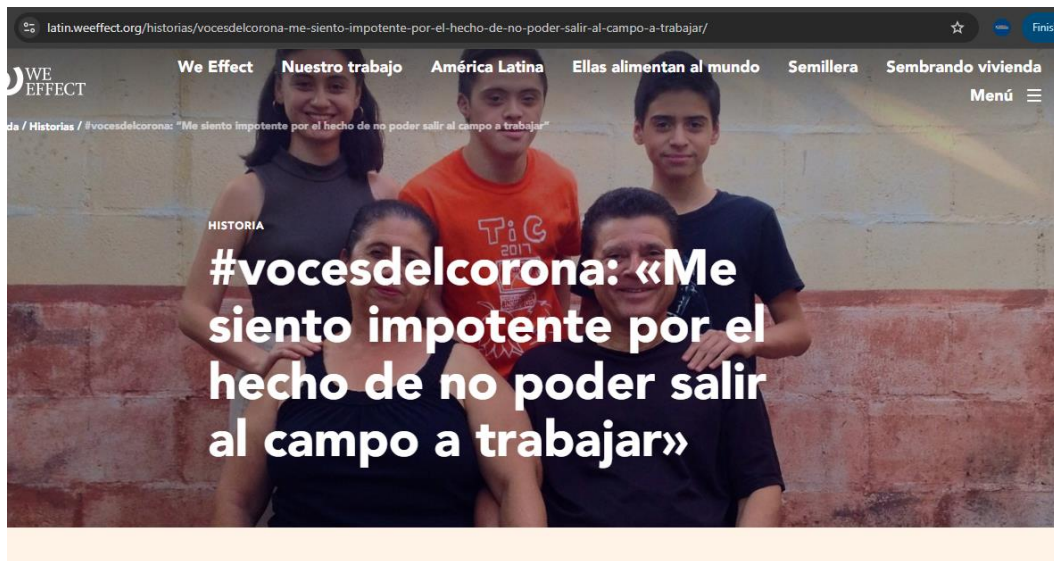 latin.weeffect.org/historias/vocesdelcorona-me-siento-impotente-por-el-hecho-de-no-poder-salir-al-campo-a-trabajar/
Finis
WE
EFFECT
We Effect Nuestro trabajo América Latina Ellas alimentan al mundo Semillera Sembrando vivienda
Menú
da / Historias / #vocesdelcorona: "Me siento impotente por el hecho de no poder salir al campo a trabajar"
TiC
2017
HISTORIA
#vocesdelcorona: «Me
siento impotente por el
hecho de no poder salir
al campo a trabajar»